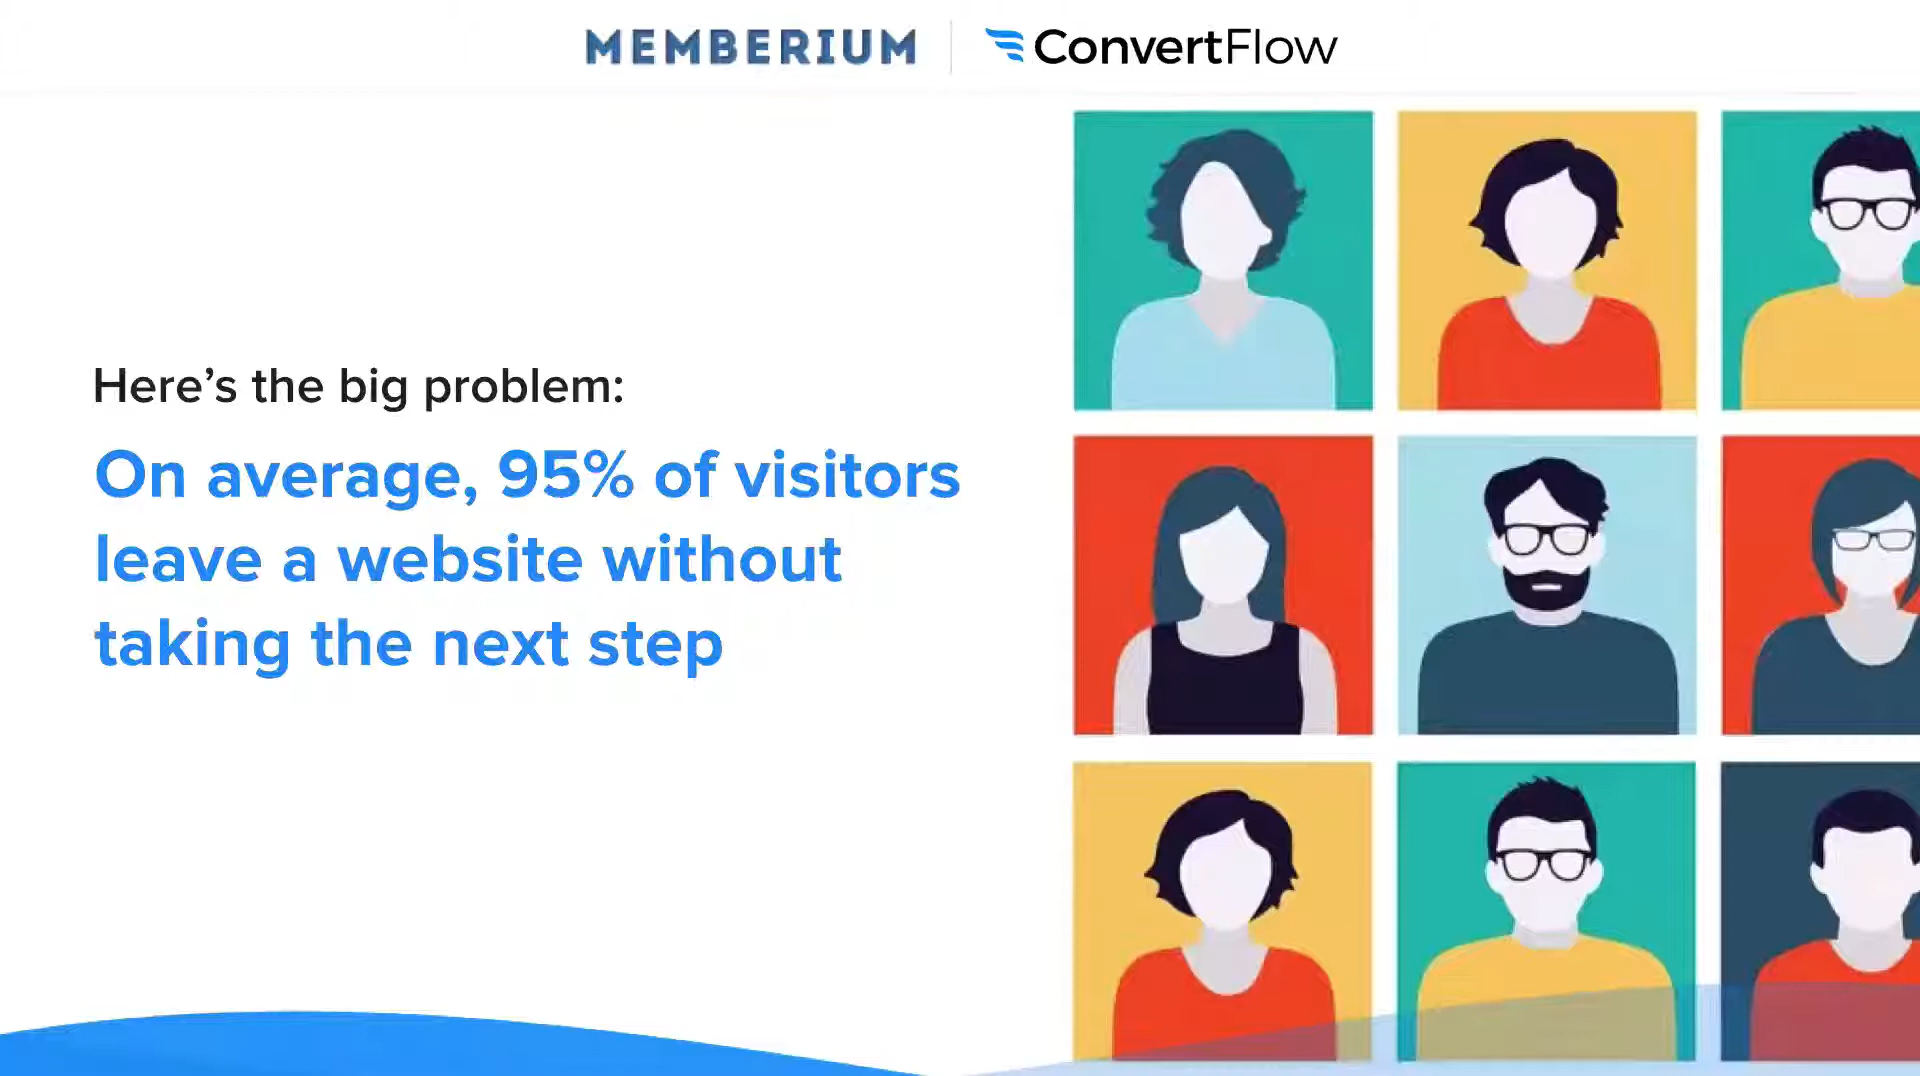 MEMBERIUM ConvertFlow
Here’s the big problem:
On average, 95% of visitors
leave a website without
taking the next step